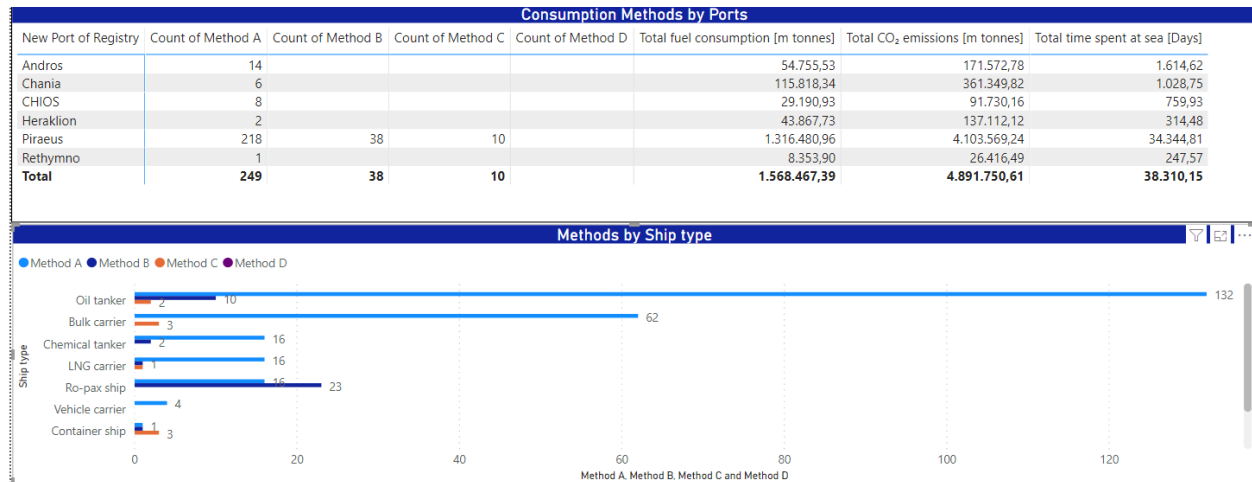 Consumption Methods by Ports
New Port of Registry Count of Method A Count of Method B Count of Method C Count of Method D Total fuel consumption [m tonnes] Total CO₂ emissions [m tonnes] Total time spent at sea [Days]
Andros 14 54.755,53 171.572,78 1.614,62
Chania 6 115.818,34 361.349,82 1.028,75
CHIOS 8 29.190,93 91.730,16 759,93
Heraklion 2 43.867,73 137.112,12 314,48
Piraeus 218 38 10 1.316.480,96 4.103.569,24 34.344,81
Rethymno 1 8.353,90 26.416,49 247,57
Total 249 38 10 1.568.467,39 4.891.750,61 38.310,15
Methods by Ship type
Method A Method B Method C Method D
Ship type
Oil tanker 132 10 2
Bulk carrier 62 3
Chemical tanker 16 2
LNG carrier 16 1
Ro-pax ship 16 23
Vehicle carrier 4
Container ship 1 3
0 20 40 60 80 100 120
Method A, Method B, Method C and Method D